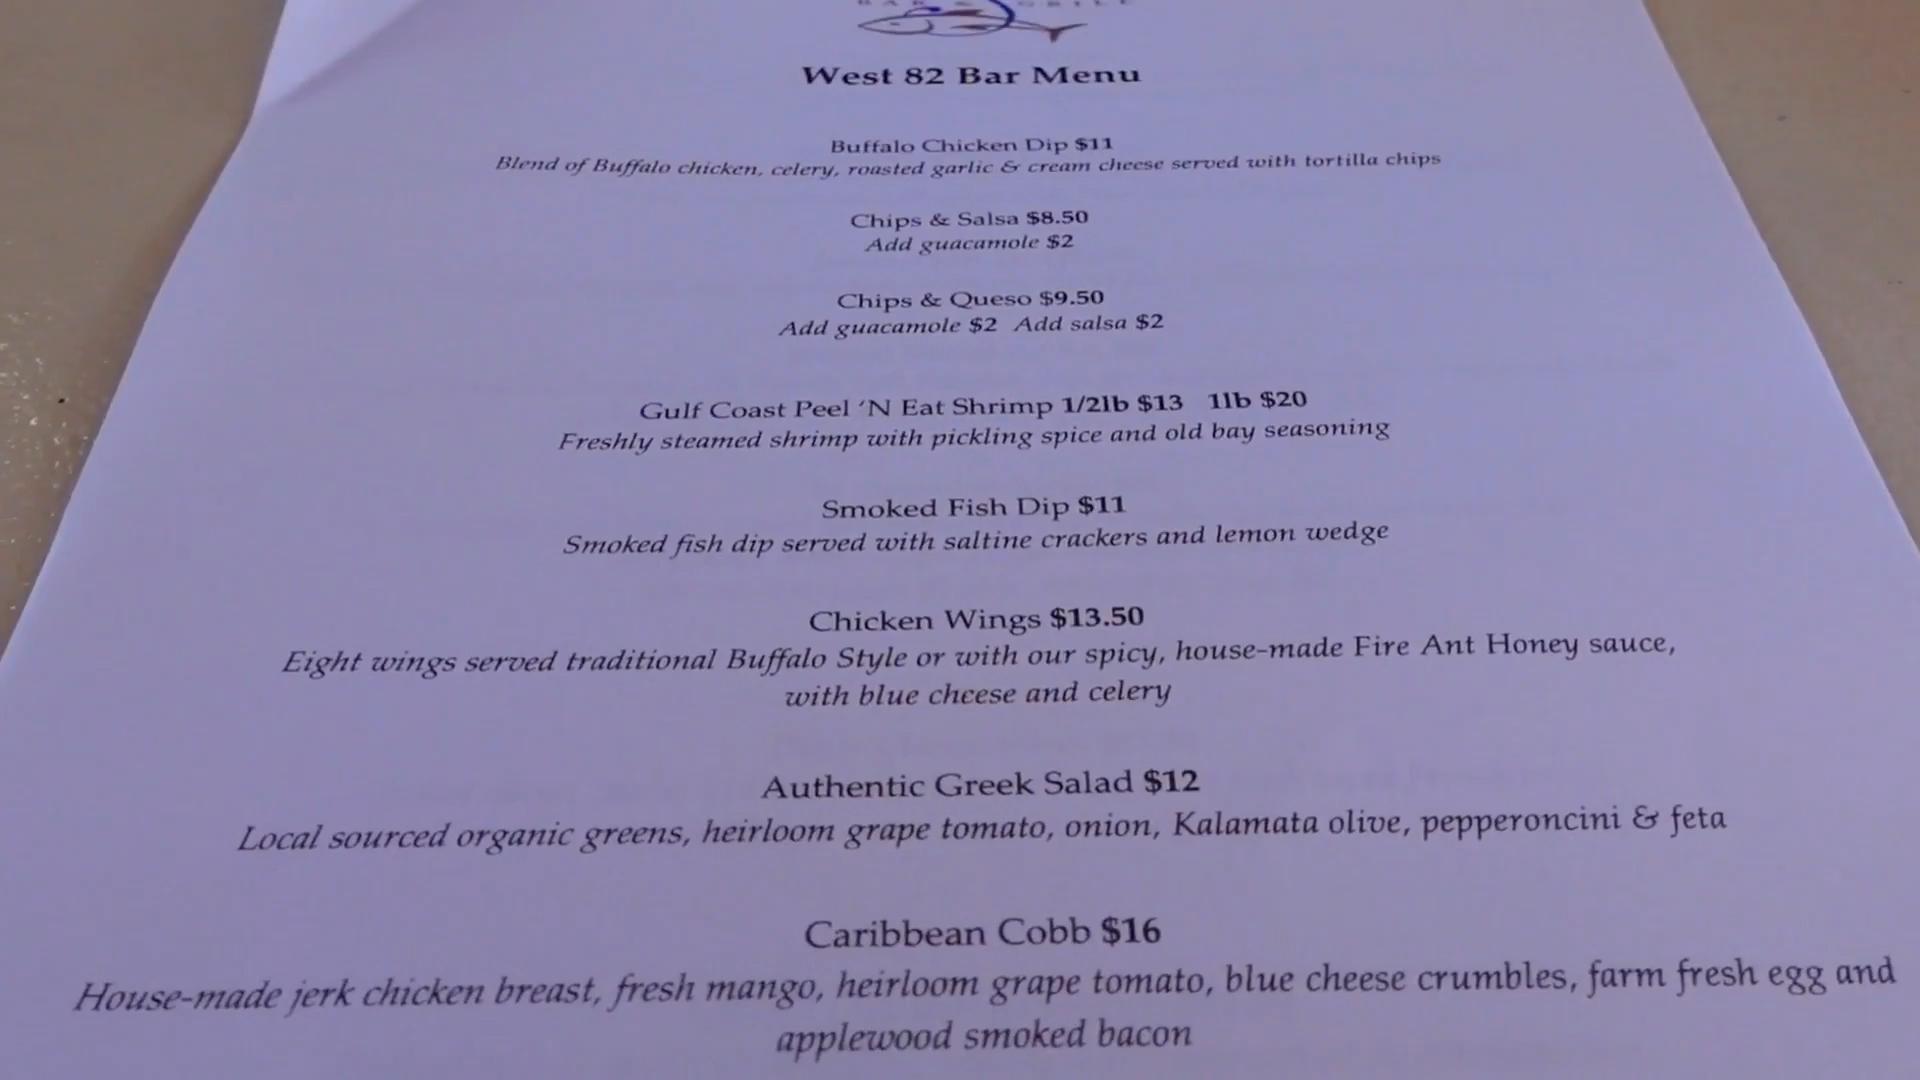 West 82 Bar Menu
Buffalo Chicken Dip $11
Blend of Buffalo chicken, celery, roasted garlic & cream cheese served with tortilla chips
Chips & Salsa $8.50
Add guacamole $2
Chips & Queso $9.50
Add guacamole $2 Add salsa $2
Gulf Coast Peel ‘N Eat Shrimp 1/2lb $13 1lb $20
Freshly steamed shrimp with pickling spice and old bay seasoning
Smoked Fish Dip $11
Smoked fish dip served with saltine crackers and lemon wedge
Chicken Wings $13.50
Eight wings served traditional Buffalo Style or with our spicy, house-made Fire Ant Honey sauce,
with blue cheese and celery
Authentic Greek Salad $12
Local sourced organic greens, heirloom grape tomato, onion, Kalamata olive, pepperoncini & feta
Caribbean Cobb $16
House-made jerk chicken breast, fresh mango, heirloom grape tomato, blue cheese crumbles, farm fresh egg and
applewood smoked bacon